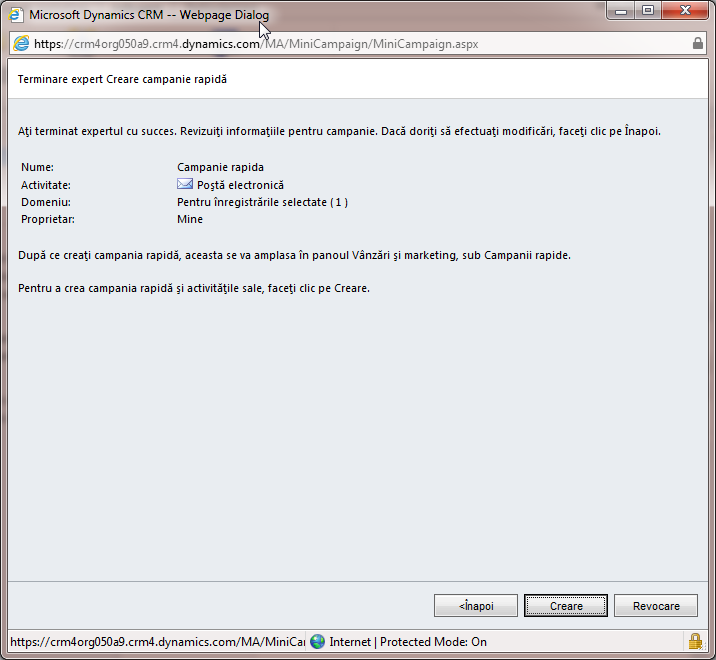 Microsoft Dynamics CRM -- Webpage Dialog
https://crm4org050a9.crm4.dynamics.com/MA/MiniCampaign/MiniCampaign.aspx
Terminare expert Creare campanie rapidă
Aţi terminat expertul cu succes. Revizuiţi informaţiile pentru campanie. Dacă doriţi să efectuaţi modificări, faceţi clic pe Înapoi.
Nume: Campanie rapida
Activitate: Poştă electronică
Domeniu: Pentru înregistrările selectate ( 1 )
Proprietar: Mine
După ce creaţi campania rapidă, aceasta se va amplasa în panoul Vânzări şi marketing, sub Campanii rapide.
Pentru a crea campania rapidă şi activităţile sale, faceţi clic pe Creare.
<Înapoi Creare Revocare
https://crm4org050a9.crm4.dynamics.com/MA/MiniCa Internet | Protected Mode: On